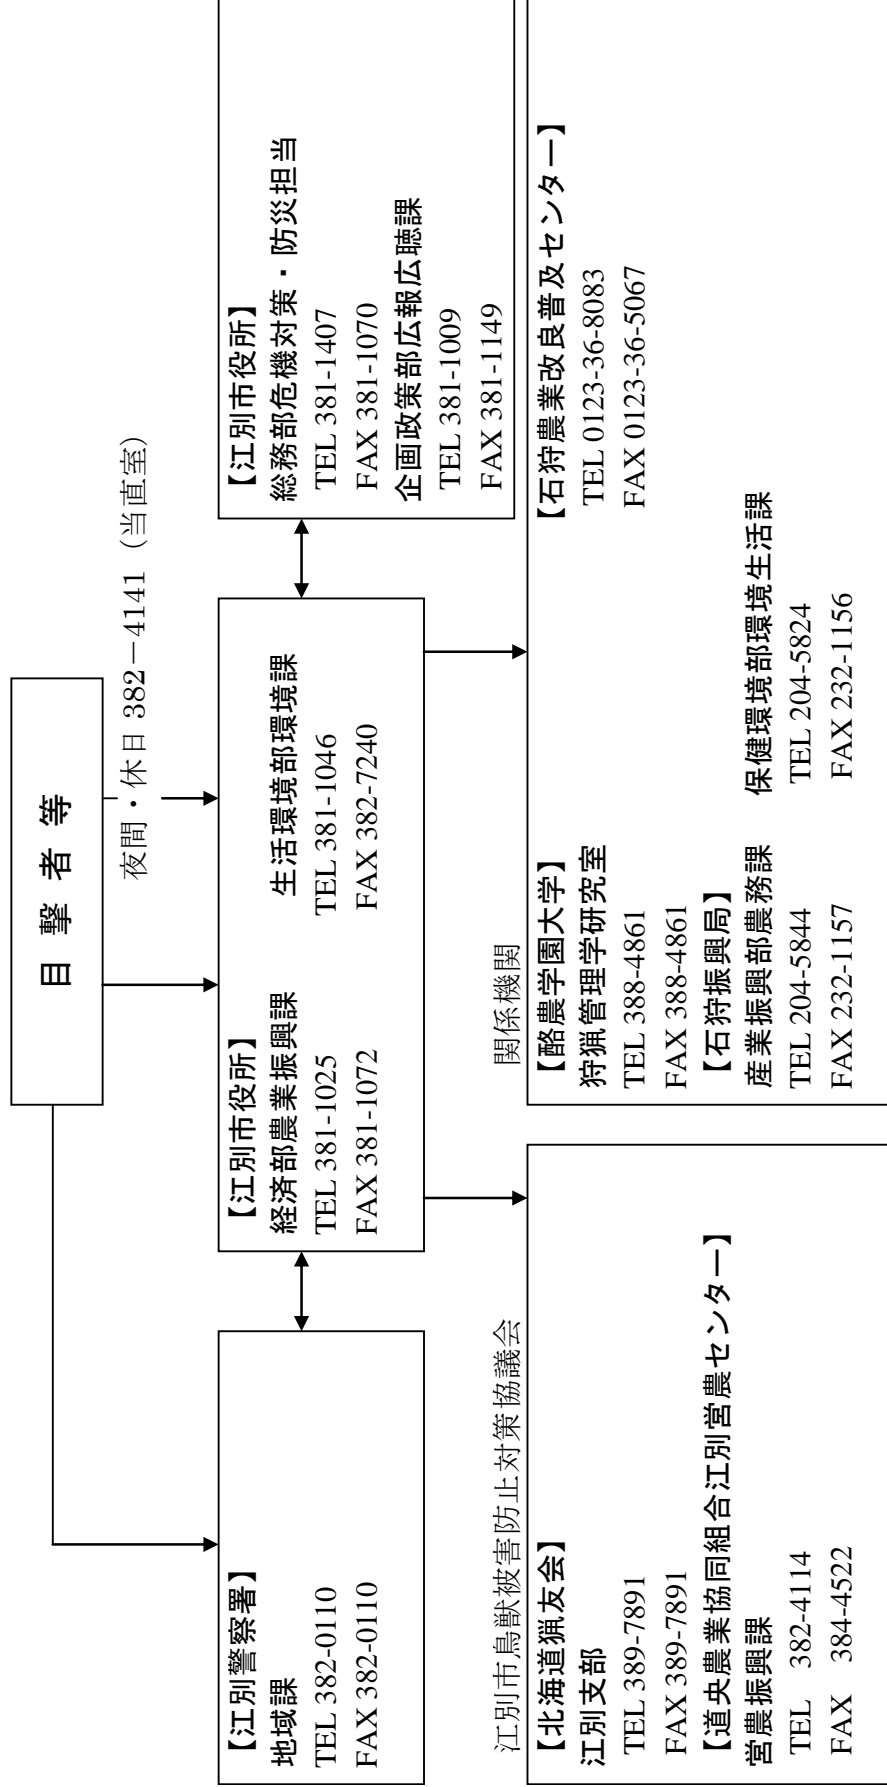 目 撃 者 等
夜間・休日 382－4141（当直室）
【江別警察署】
地域課
TEL 382-0110
FAX 382-0110
【江別市役所】
経済部農業振興課
TEL 381-1025
FAX 381-1072
生活環境部環境課
TEL 381-1046
FAX 382-7240
【江別市役所】
総務部危機対策・防災担当
TEL 381-1407
FAX 381-1070
企画政策部広報広聴課
TEL 381-1009
FAX 381-1149
江別市鳥獣被害防止対策協議会
【北海道猟友会】
江別支部
TEL 389-7891
FAX 389-7891
【道央農業協同組合江別営農センター】
営農振興課
TEL 382-4114
FAX 384-4522
関係機関
【酪農学園大学】
狩猟管理学研究室
TEL 388-4861
FAX 388-4861
【石狩振興局】
産業振興部農務課
TEL 204-5844
FAX 232-1157
保健環境部環境生活課
TEL 204-5824
FAX 232-1156
【石狩農業改良普及センター】
TEL 0123-36-8083
FAX 0123-36-5067